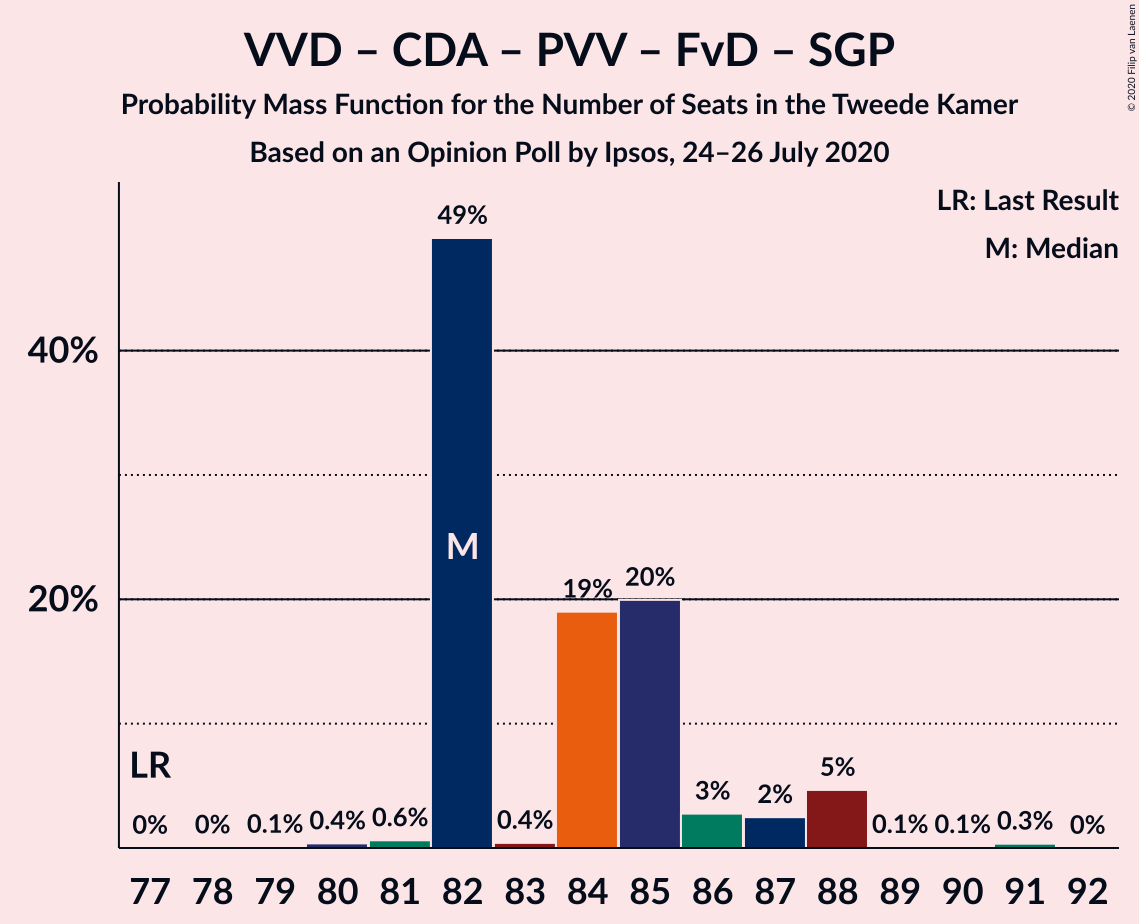 VVD – CDA – PVV – FvD – SGP
Probability Mass Function for the Number of Seats in the Tweede Kamer
Based on an Opinion Poll by Ipsos, 24–26 July 2020
© 2020 Filip van Laenen
LR: Last Result
M: Median
49%
40%
M
19%
20%
20%
LR
0%
0%
0.1%
0.4%
0.6%
0.4%
3%
2%
5%
0.1%
0.1%
0.3%
0%
77 78 79 80 81 82 83 84 85 86 87 88 89 90 91 92